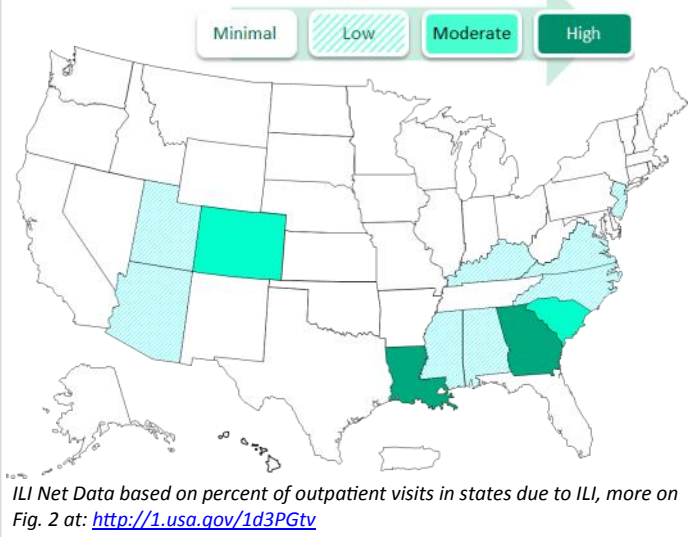 Minimal Low Moderate High
ILI Net Data based on percent of outpatient visits in states due to ILI, more on
Fig. 2 at: http://1.usa.gov/1d3PGtv